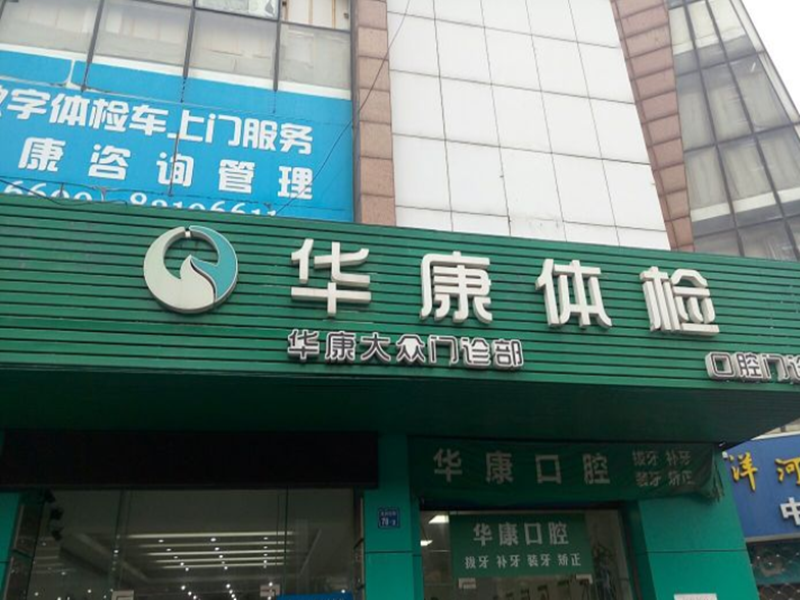 数字体检车上门服务
康咨询管理
华康体检
华康大众门诊部
口腔门诊
华康口腔
拔牙 补牙
装牙 矫正
洋河
华康口腔
拔牙 补牙 装牙 矫正